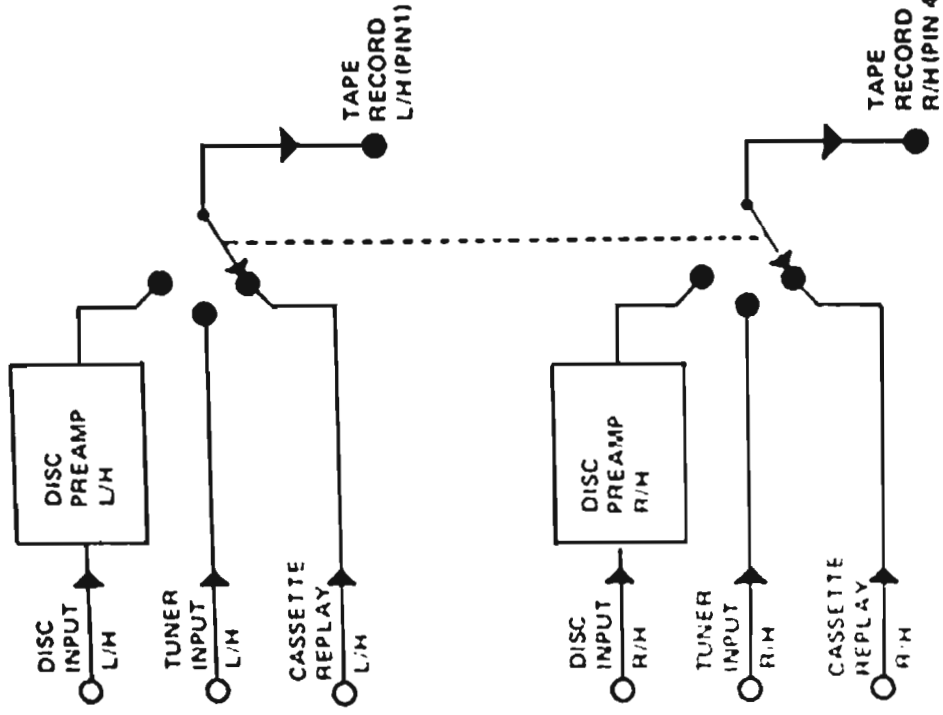 DISC
INPUT
L/H
DISC
PREAMP
L/H
TUNER
INPUT
L/H
CASSETTE
REPLAY
L/H
TAPE
RECORD
L/H (PIN1)
DISC
INPUT
R/H
DISC
PREAMP
R/H
TUNER
INPUT
R/H
CASSETTE
REPLAY
R/H
TAPE
RECORD
R/H (PIN 4